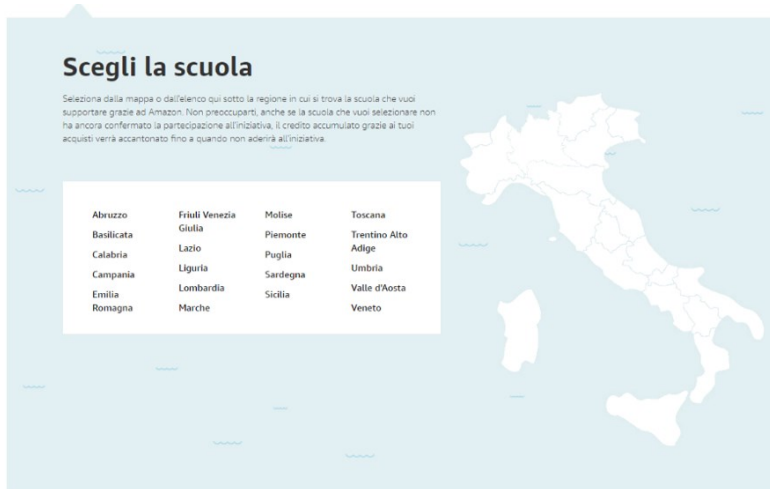 Scegli la scuola
Seleziona dalla mappa o dall'elenco qui sotto la regione in cui si trova la scuola che vuoi
supportare grazie ad Amazon. Non preoccuparti, anche se la scuola che vuoi selezionare non
ha ancora confermato la partecipazione all'iniziativa, il credito accumulato grazie ai tuoi
acquisti verrà accantonato fino a quando non aderirà all'iniziativa.
Abruzzo
Basilicata
Calabria
Campania
Emilia
Romagna
Friuli Venezia
Giulia
Lazio
Liguria
Lombardia
Marche
Molise
Piemonte
Puglia
Sardegna
Sicilia
Toscana
Trentino Alto
Adige
Umbria
Valle d'Aosta
Veneto